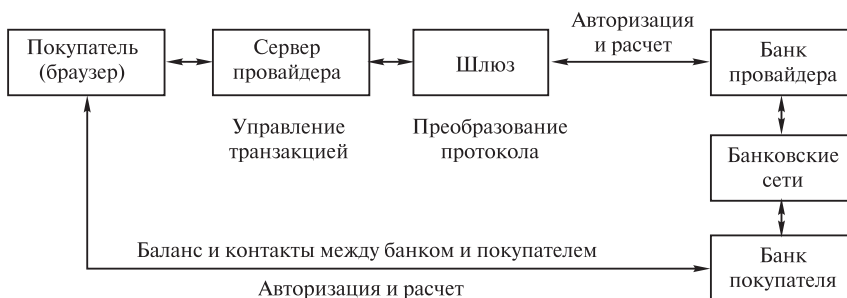 Авторизация
и расчет
Покупатель
(браузер)
Сервер
провайдера
Шлюз
Банк
провайдера
Управление
транзакцией
Преобразование
протокола
Банковские
сети
Баланс и контакты между банком и покупателем
Авторизация и расчет
Банк
покупателя